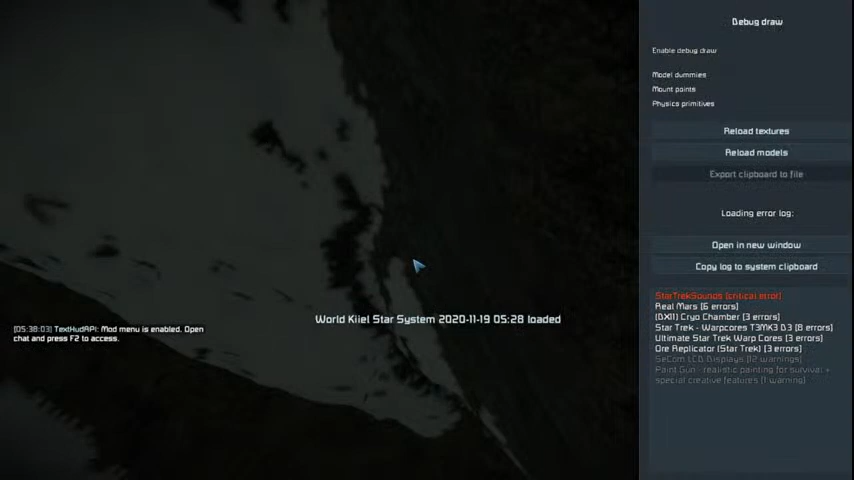 Debug draw
Enable debug draw
Model dummies
Mount points
Physics primitives
Reload textures
Reload models
Export clipboard to file
Loading error log:
Open in new window
Copy log to system clipboard
StarTrekSounds [critical error]
Real Mars [6 errors]
[DX11] Cryo Chamber [3 errors]
Star Trek - Warpcores T3MK3 D3 [8 errors]
Ultimate Star Trek Warp Cores [3 errors]
Ore Replicator (Star Trek) [3 errors]
SeCom LCD Displays [12 warnings]
Paint Gun - realistic painting for survival +
special creative features [1 warning]
World Kiiel Star System 2020-11-19 05:28 loaded
[05:38:03] TextHudAPI: Mod menu is enabled. Open
chat and press F2 to access.